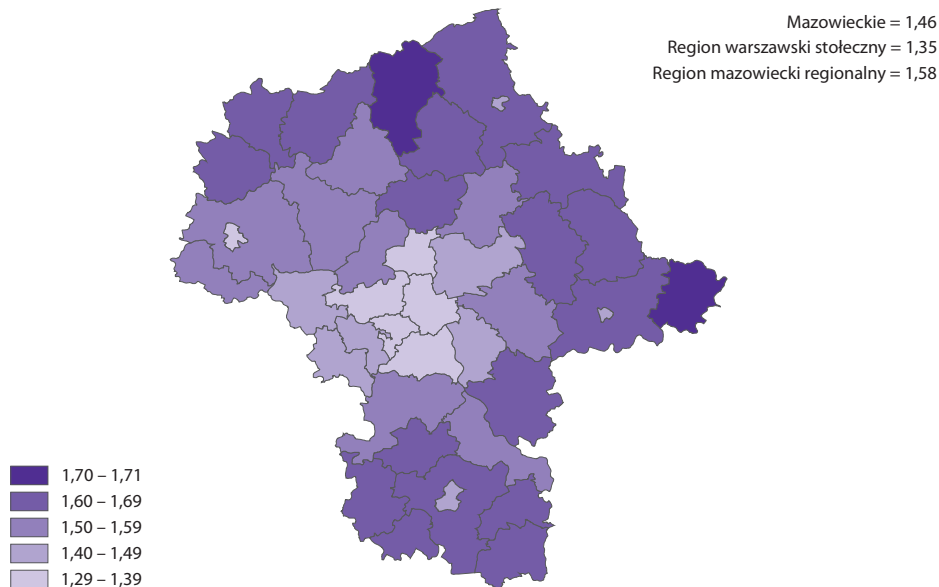 Mazowieckie = 1,46
Region warszawski stołeczny = 1,35
Region mazowiecki regionalny = 1,58
1,70 – 1,71
1,60 – 1,69
1,50 – 1,59
1,40 – 1,49
1,29 – 1,39